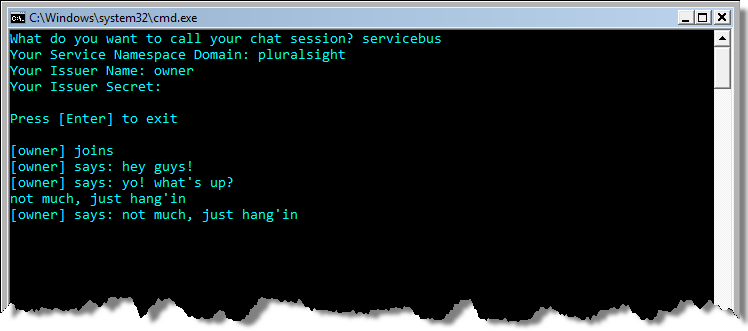 C:\Windows\system32\cmd.exe
What do you want to call your chat session? servicebus
Your Service Namespace Domain: pluralsight
Your Issuer Name: owner
Your Issuer Secret:
Press [Enter] to exit
[owner] joins
[owner] says: hey guys!
[owner] says: yo! what's up?
not much, just hang'in
[owner] says: not much, just hang'in